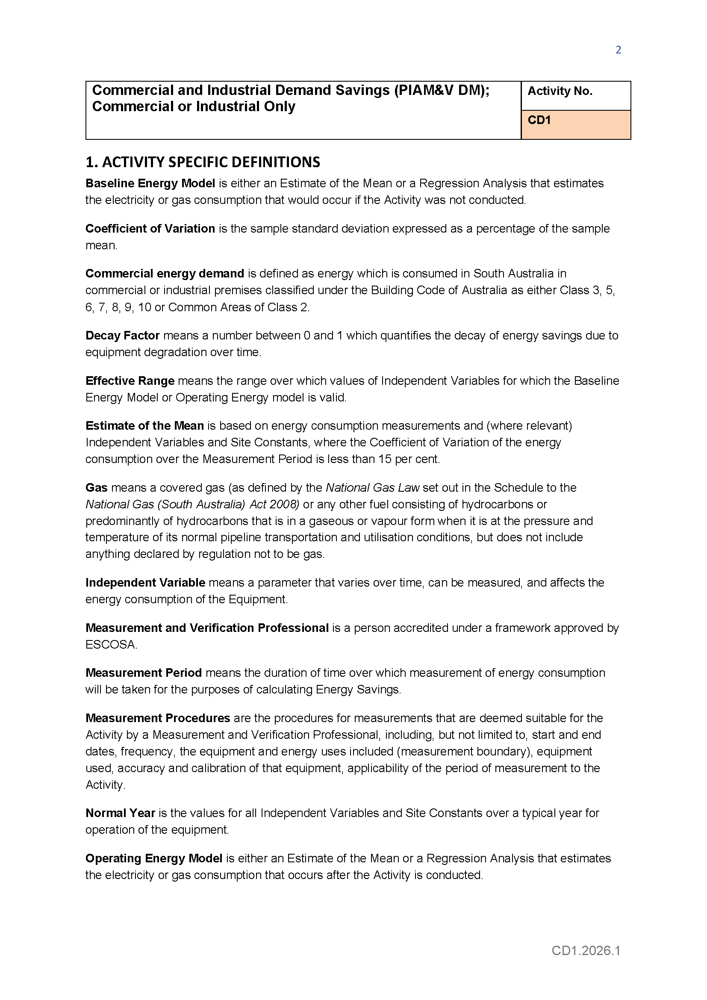 2
Commercial and Industrial Demand Savings (PIAM&V DM);
Commercial or Industrial Only
Activity No.
CD1
1. ACTIVITY SPECIFIC DEFINITIONS
Baseline Energy Model is either an Estimate of the Mean or a Regression Analysis that estimates
the electricity or gas consumption that would occur if the Activity was not conducted.
Coefficient of Variation is the sample standard deviation expressed as a percentage of the sample
mean.
Commercial energy demand is defined as energy which is consumed in South Australia in
commercial or industrial premises classified under the Building Code of Australia as either Class 3, 5,
6, 7, 8, 9, 10 or Common Areas of Class 2.
Decay Factor means a number between 0 and 1 which quantifies the decay of energy savings due to
equipment degradation over time.
Effective Range means the range over which values of Independent Variables for which the Baseline
Energy Model or Operating Energy model is valid.
Estimate of the Mean is based on energy consumption measurements and (where relevant)
Independent Variables and Site Constants, where the Coefficient of Variation of the energy
consumption over the Measurement Period is less than 15 per cent.
Gas means a covered gas (as defined by the National Gas Law set out in the Schedule to the
National Gas (South Australia) Act 2008) or any other fuel consisting of hydrocarbons or
predominantly of hydrocarbons that is in a gaseous or vapour form when it is at the pressure and
temperature of its normal pipeline transportation and utilisation conditions, but does not include
anything declared by regulation not to be gas.
Independent Variable means a parameter that varies over time, can be measured, and affects the
energy consumption of the Equipment.
Measurement and Verification Professional is a person accredited under a framework approved by
ESCOSA.
Measurement Period means the duration of time over which measurement of energy consumption
will be taken for the purposes of calculating Energy Savings.
Measurement Procedures are the procedures for measurements that are deemed suitable for the
Activity by a Measurement and Verification Professional, including, but not limited to, start and end
dates, frequency, the equipment and energy uses included (measurement boundary), equipment
used, accuracy and calibration of that equipment, applicability of the period of measurement to the
Activity.
Normal Year is the values for all Independent Variables and Site Constants over a typical year for
operation of the equipment.
Operating Energy Model is either an Estimate of the Mean or a Regression Analysis that estimates
the electricity or gas consumption that occurs after the Activity is conducted.
CD1.2026.1